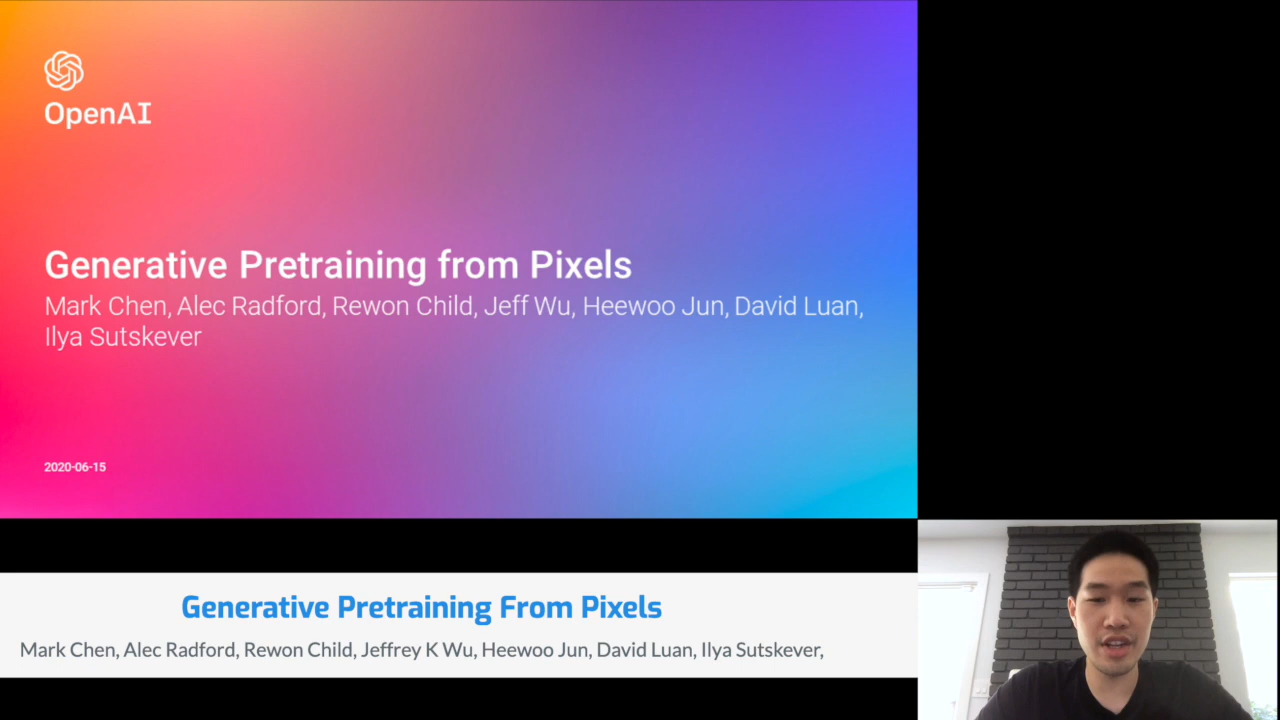 OpenAI
Generative Pretraining from Pixels
Mark Chen, Alec Radford, Rewon Child, Jeff Wu, Heewoo Jun, David Luan,
Ilya Sutskever
2020-06-15
Generative Pretraining From Pixels
Mark Chen, Alec Radford, Rewon Child, Jeffrey K Wu, Heewoo Jun, David Luan, Ilya Sutskever,